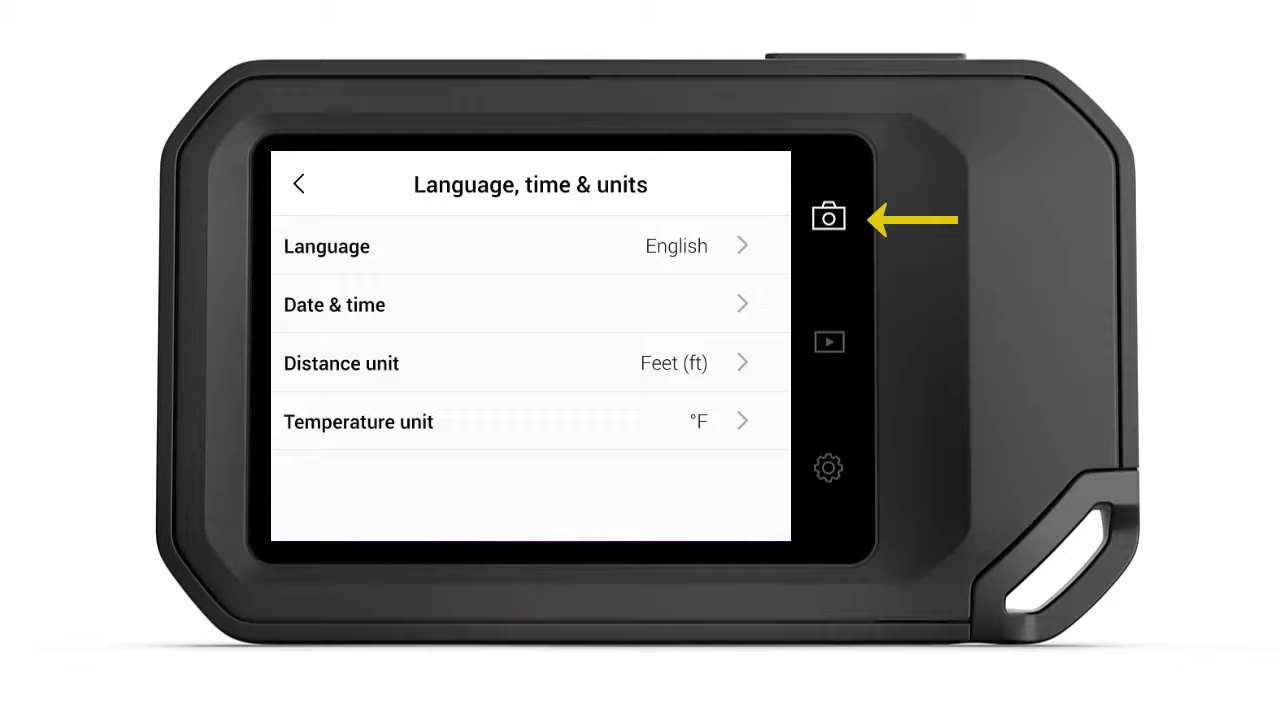 Language, time & units
Language English
Date & time
Distance unit Feet (ft)
Temperature unit °F